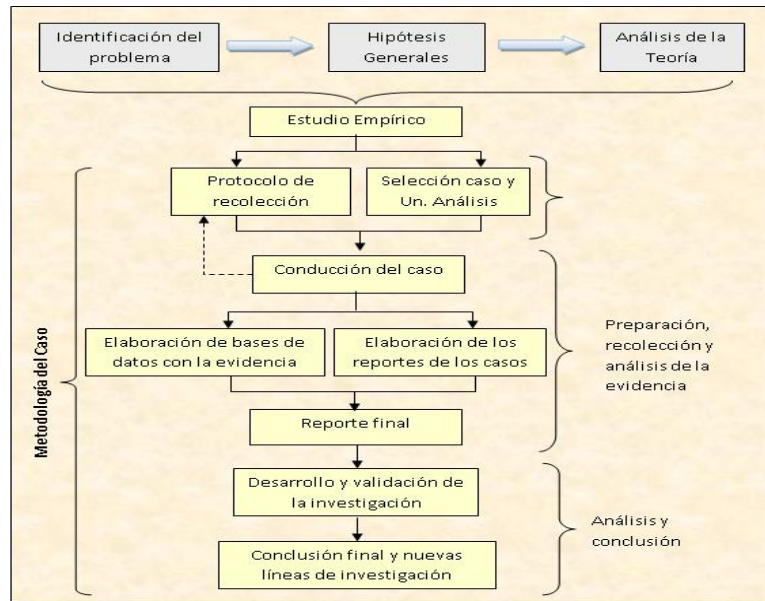 Identificación del
problema
Hipótesis
Generales
Análisis de la
Teoría
Estudio Empírico
Protocolo de
recolección
Selección caso y
Un. Análisis
Conducción del caso
Elaboración de bases de
datos con la evidencia
Elaboración de los
reportes de los casos
Preparación,
recolección y
análisis de la
evidencia
Metodología del Caso
Reporte final
Desarrollo y validación de
la investigación
Análisis y
conclusión
Conclusión final y nuevas
líneas de investigación